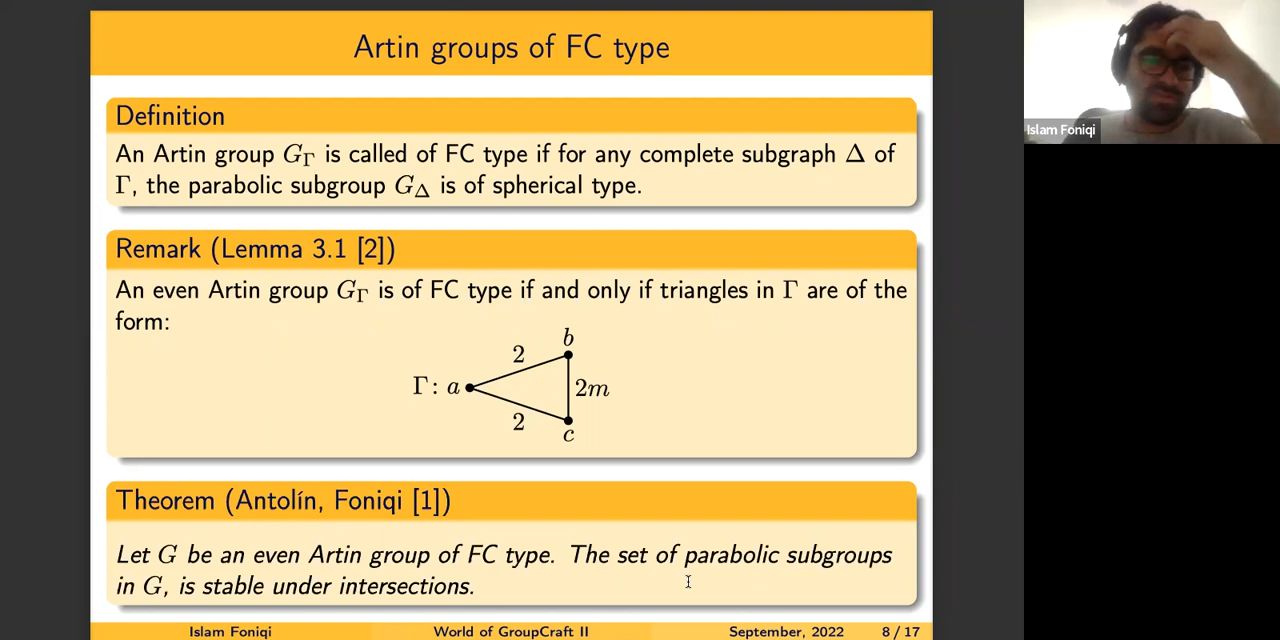 Artin groups of FC type
Definition
An Artin group G_Γ is called of FC type if for any complete subgraph Δ of
Γ, the parabolic subgroup G_Δ is of spherical type.
Remark (Lemma 3.1 [2])
An even Artin group G_Γ is of FC type if and only if triangles in Γ are of the
form:
b
2
Γ: a
2m
2
c
Theorem (Antolín, Foniqi [1])
Let G be an even Artin group of FC type. The set of parabolic subgroups
in G, is stable under intersections.
Islam Foniqi World of GroupCraft II September, 2022 8 / 17
Islam Foniqi